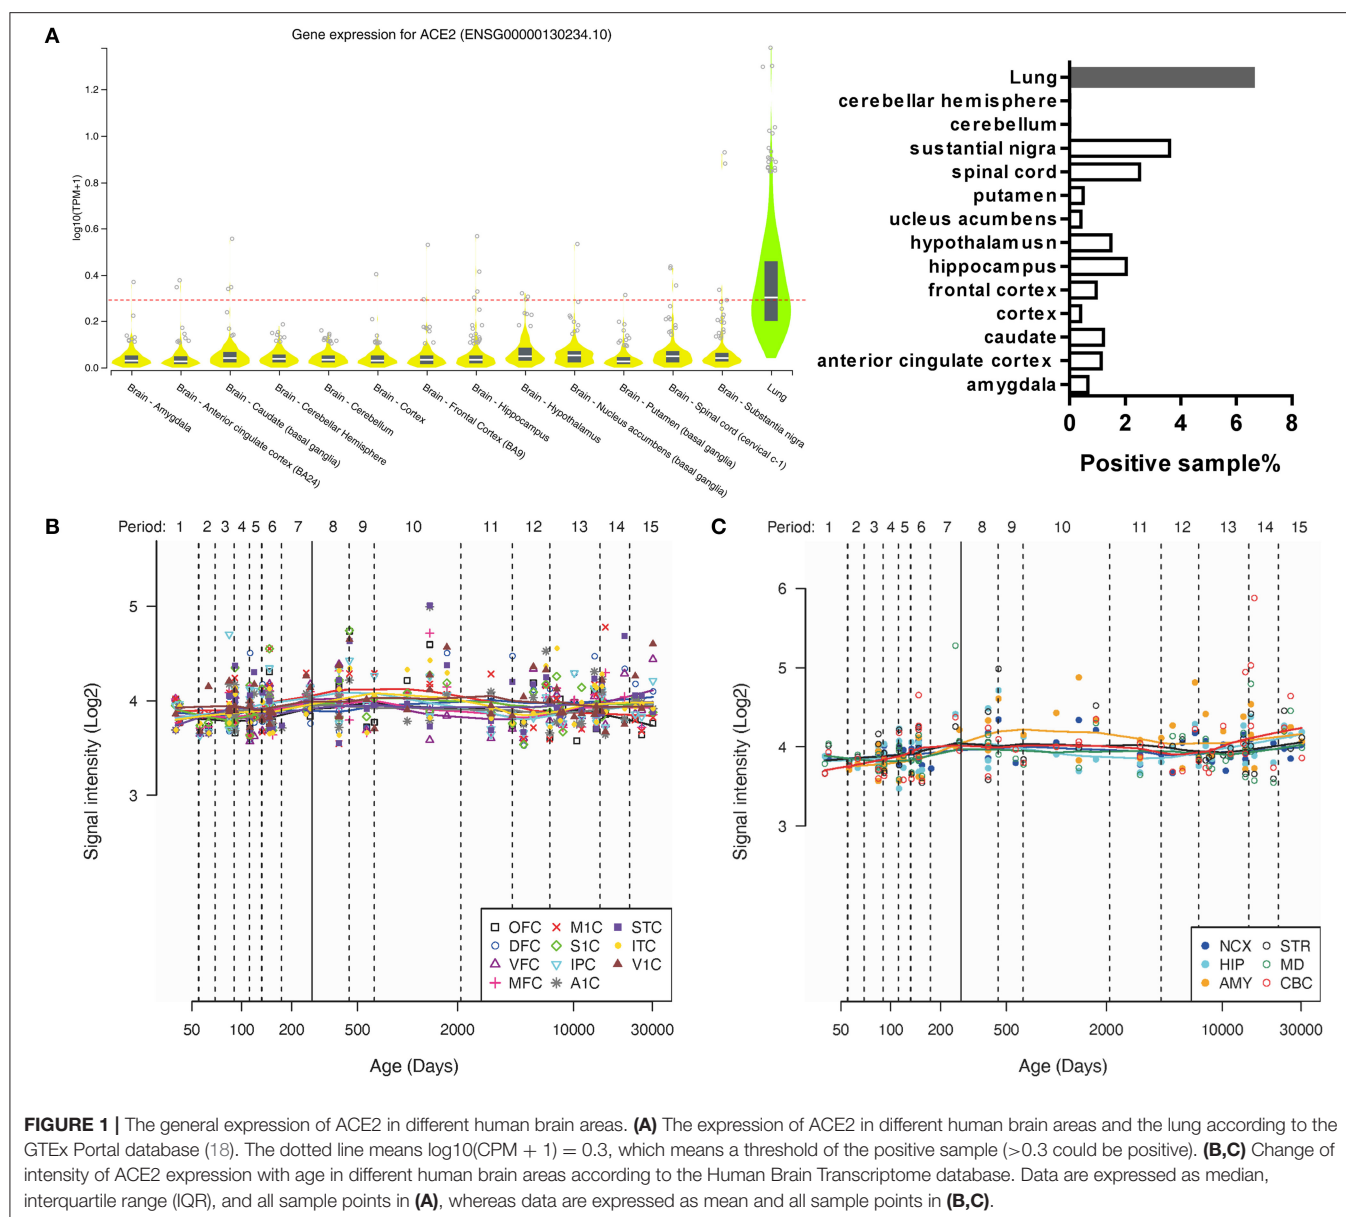 A
Gene expression for ACE2 (ENSG00000130234.10)
log10(TPM+1)
1.2
1.0
0.8
0.6
0.4
0.2
0.0
Brain - Amygdala
Brain - Anterior cingulate cortex (BA24)
Brain - Caudate (basal ganglia)
Brain - Cerebellar Hemisphere
Brain - Cerebellum
Brain - Cortex
Brain - Frontal Cortex (BA9)
Brain - Hippocampus
Brain - Hypothalamus
Brain - Nucleus accumbens (basal ganglia)
Brain - Putamen (basal ganglia)
Brain - Spinal cord (cervical c-1)
Brain - Substantia nigra
Lung
Lung
cerebellar hemisphere
cerebellum
sustantial nigra
spinal cord
putamen
ucleus acumbens
hypothalamusn
hippocampus
frontal cortex
cortex
caudate
anterior cingulate cortex
amygdala
0 2 4 6 8
Positive sample%
B
Period: 1 2 3 4 5 6 7 8 9 10 11 12 13 14 15
Signal intensity (Log2)
5
4
3
OFC M1C STC
DFC S1C ITC
VFC IPC V1C
MFC A1C
50 100 200 500 2000 10000 30000
Age (Days)
C
Period: 1 2 3 4 5 6 7 8 9 10 11 12 13 14 15
Signal intensity (Log2)
6
5
4
3
NCX STR
HIP MD
AMY CBC
50 100 200 500 2000 10000 30000
Age (Days)
FIGURE 1 | The general expression of ACE2 in different human brain areas. (A) The expression of ACE2 in different human brain areas and the lung according to the
GTEx Portal database (18). The dotted line means log10(CPM + 1) = 0.3, which means a threshold of the positive sample (>0.3 could be positive). (B,C) Change of
intensity of ACE2 expression with age in different human brain areas according to the Human Brain Transcriptome database. Data are expressed as median,
interquartile range (IQR), and all sample points in (A), whereas data are expressed as mean and all sample points in (B,C).